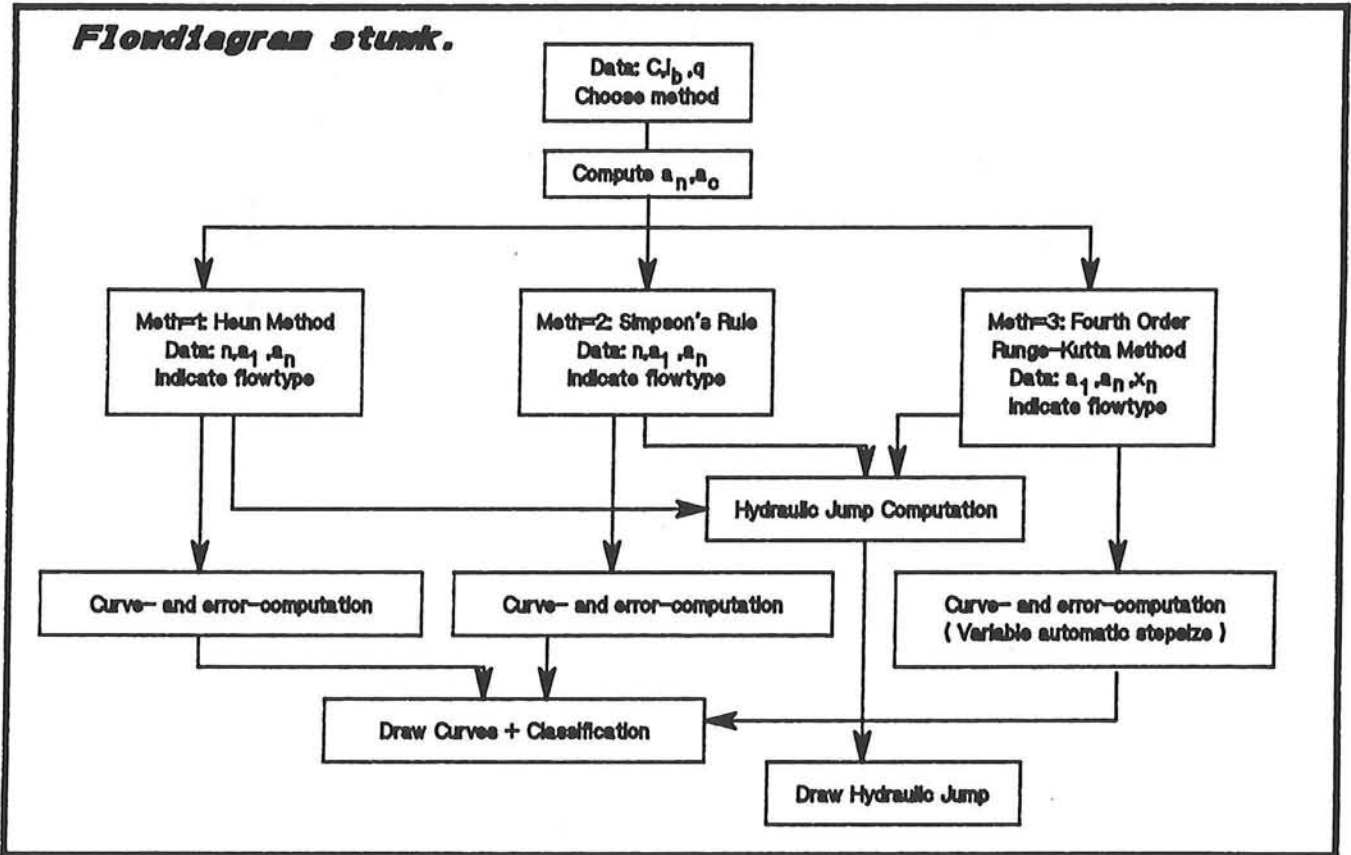 Flowdiagram stuwk.
Data: C,i_b,q
Choose method
Compute a_n,a_c
Meth=1: Heun Method
Data: n,a_1,a_n
Indicate flowtype
Meth=2: Simpson's Rule
Data: n,a_1,a_n
Indicate flowtype
Meth=3: Fourth Order
Runge-Kutta Method
Data: a_1,a_n,x_n
Indicate flowtype
Hydraulic Jump Computation
Curve- and error-computation
Curve- and error-computation
Curve- and error-computation
( Variable automatic stepsize )
Draw Curves + Classification
Draw Hydraulic Jump